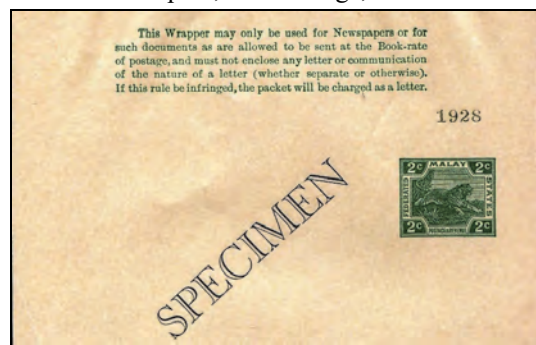 This Wrapper may only be used for Newspapers or for
such documents as are allowed to be sent at the Book-rate
of postage, and must not enclose any letter or communication
of the nature of a letter (whether separate or otherwise).
If this rule be infringed, the packet will be charged as a letter.
1928
2c MALAY 2c
FEDERATED
STATES
2c 2c
SPECIMEN